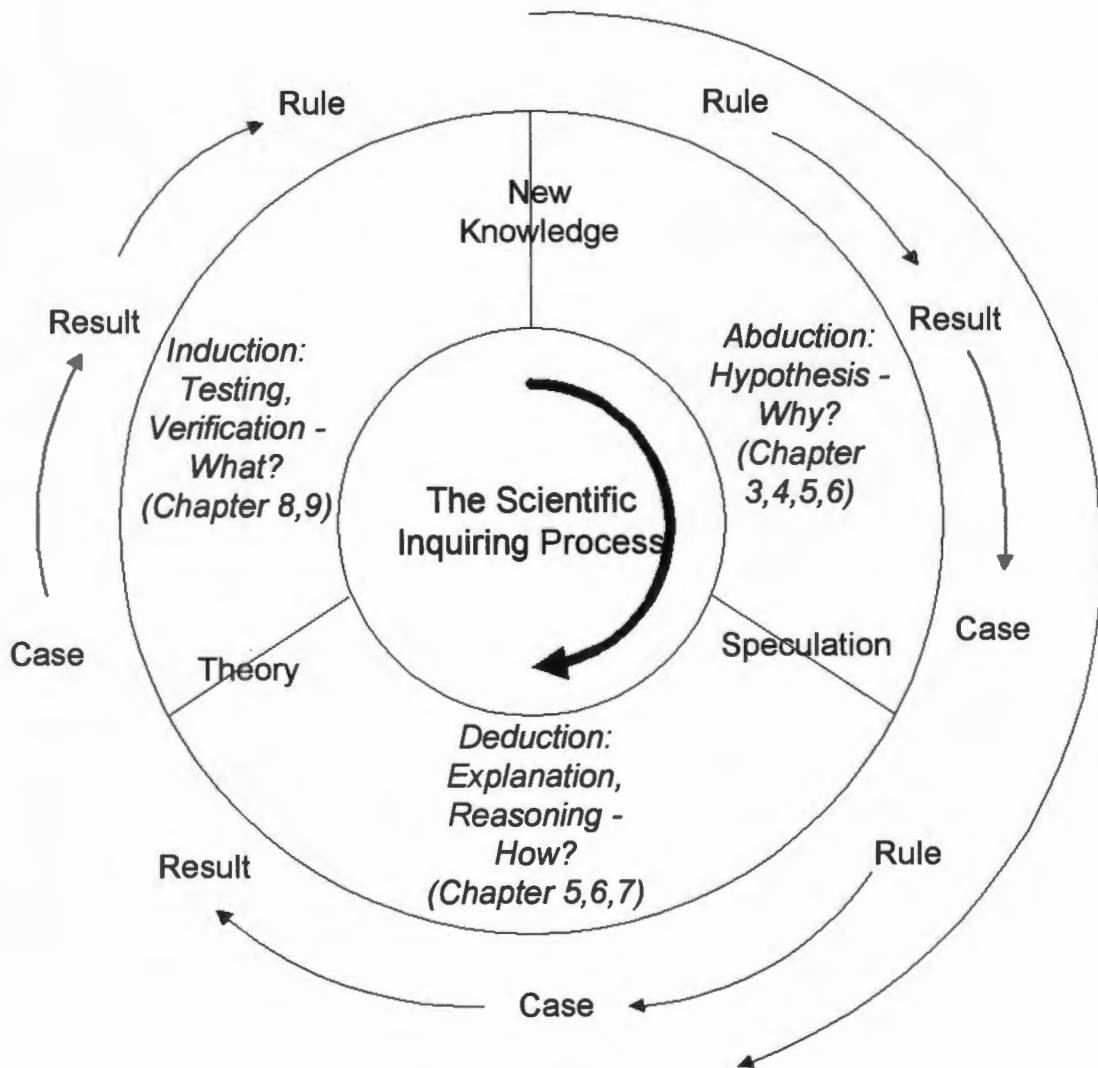 Rule
Rule
New
Knowledge
Result
Result
Induction:
Testing,
Verification -
What?
(Chapter 8,9)
Abduction:
Hypothesis -
Why?
(Chapter
3,4,5,6)
The Scientific
Inquiring Process
Case
Theory
Speculation
Case
Deduction:
Explanation,
Reasoning -
How?
(Chapter 5,6,7)
Result
Rule
Case